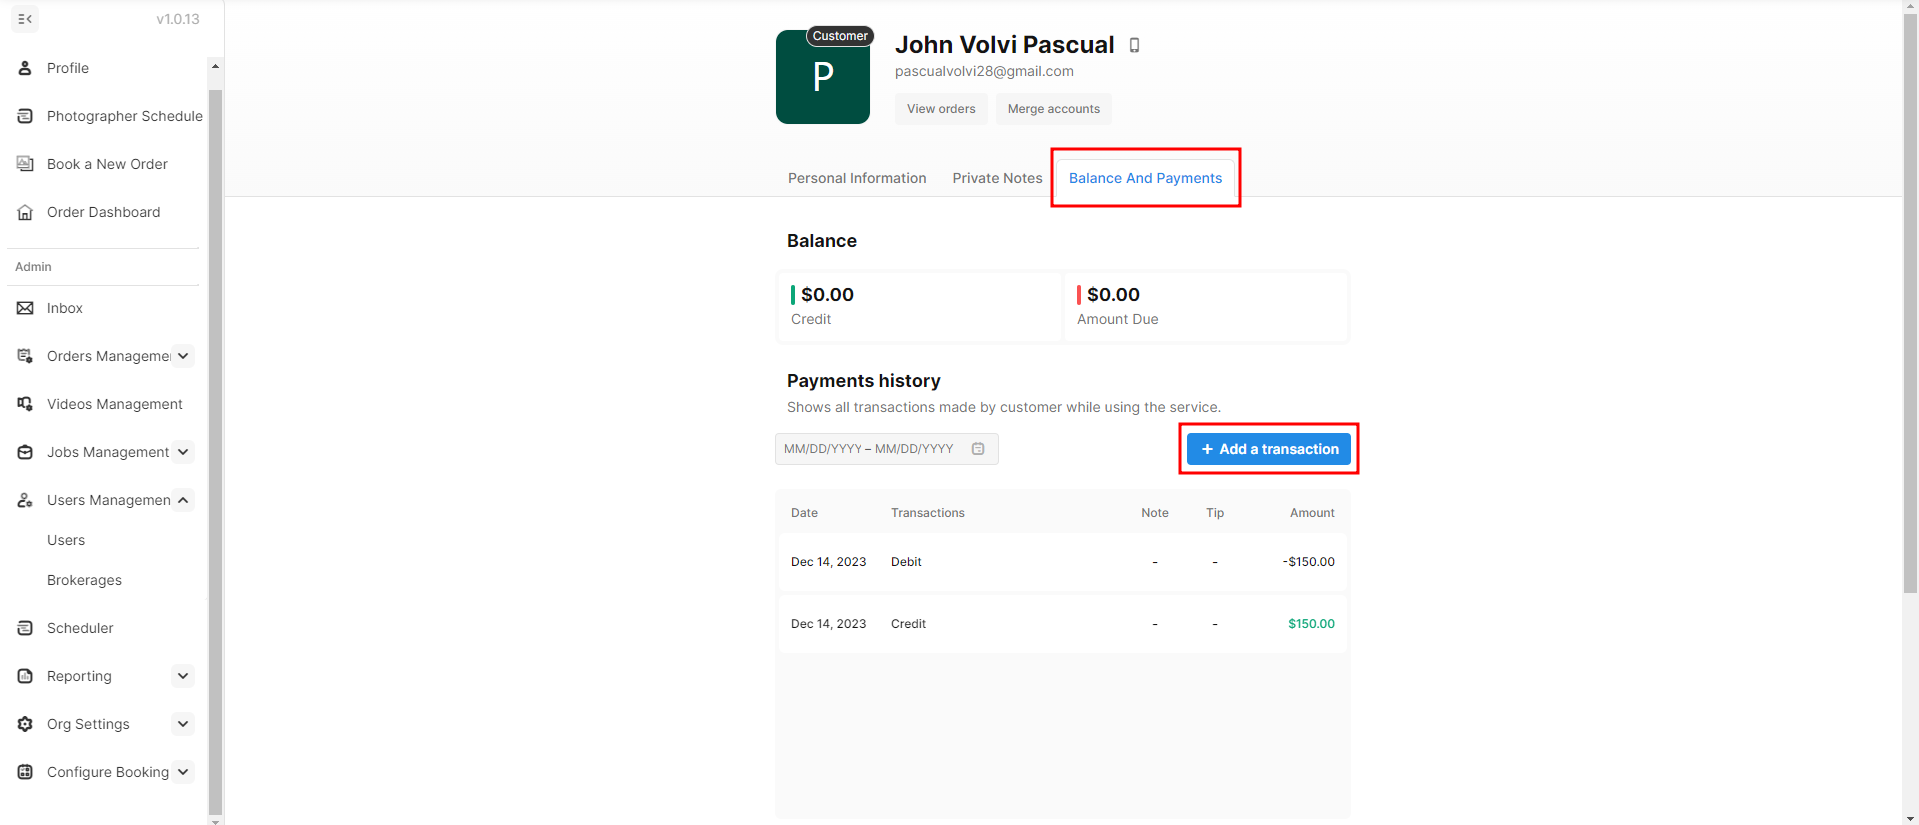 v1.0.13
Profile
Photographer Schedule
Book a New Order
Order Dashboard
Admin
Inbox
Orders Managemer
Videos Management
Jobs Management
Users Managemen
Users
Brokerages
Scheduler
Reporting
Org Settings
Configure Booking
Customer
P
John Volvi Pascual
pascualvolvi28@gmail.com
View orders
Merge accounts
Personal Information
Private Notes
Balance And Payments
Balance
$0.00
Credit
$0.00
Amount Due
Payments history
Shows all transactions made by customer while using the service.
MM/DD/YYYY – MM/DD/YYYY
+ Add a transaction
Date Transactions Note Tip Amount
Dec 14, 2023 Debit - - -$150.00
Dec 14, 2023 Credit - - $150.00